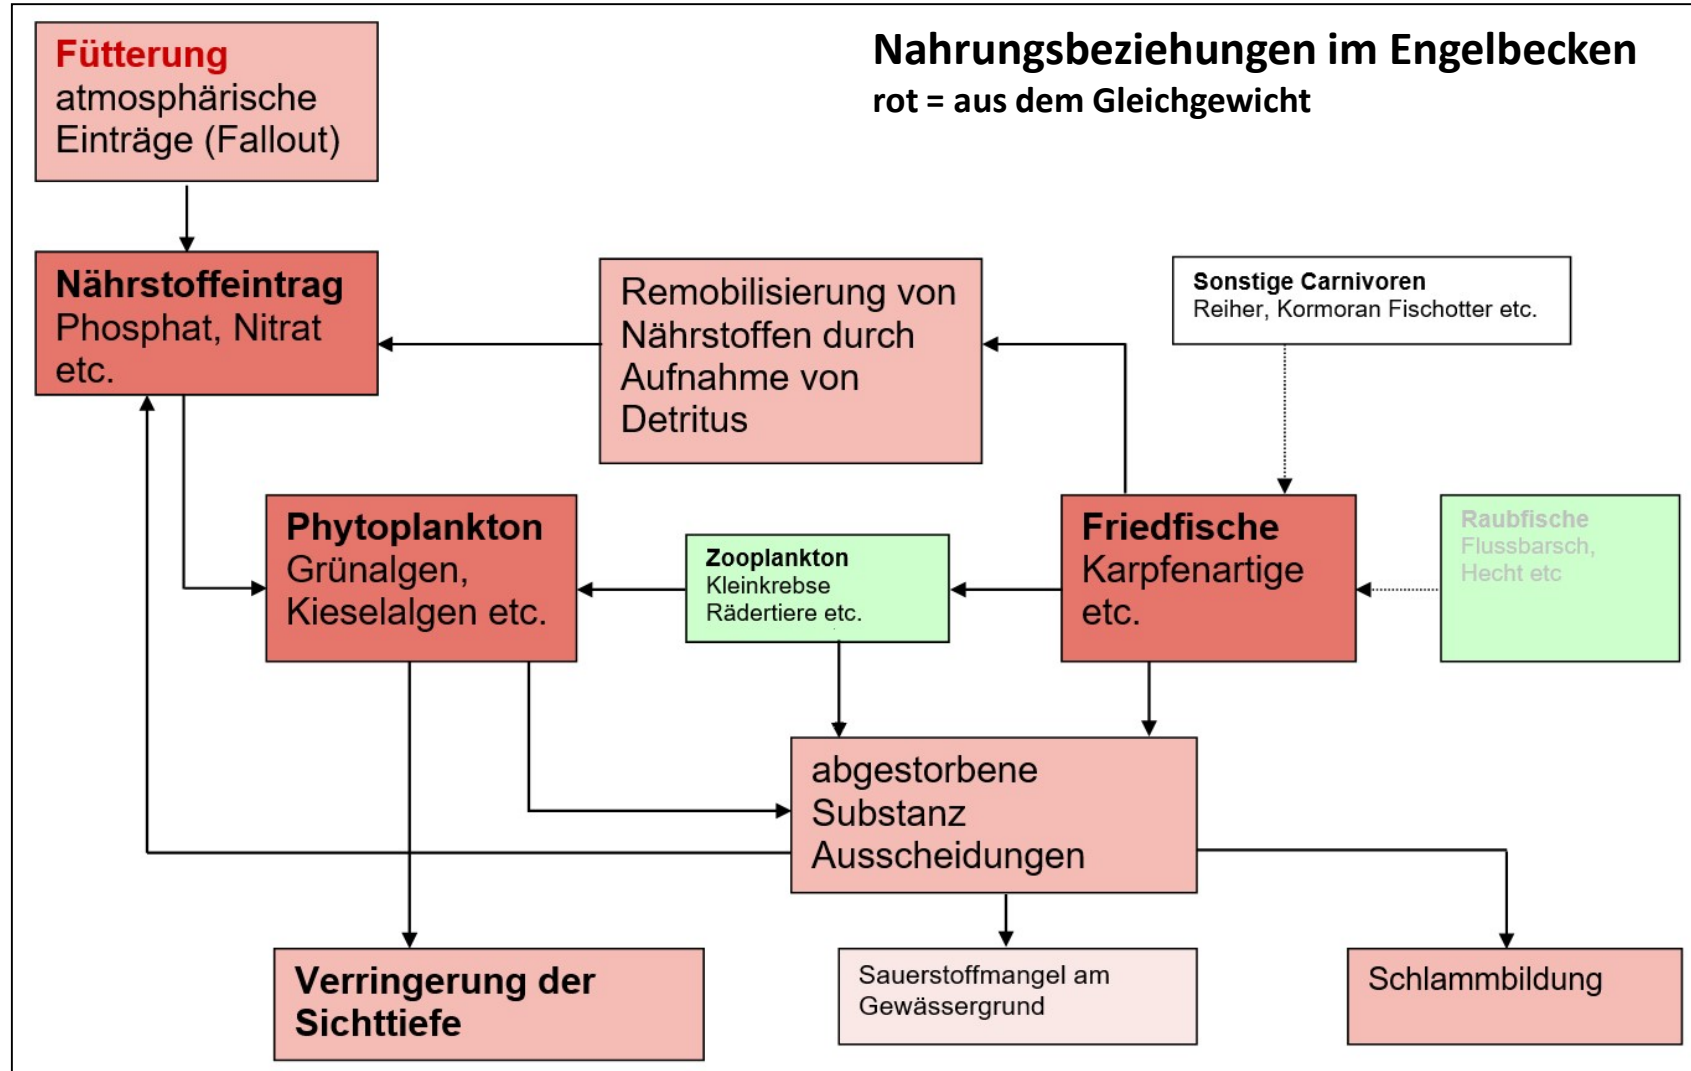 Nahrungsbeziehungen im Engelbecken
rot = aus dem Gleichgewicht
Fütterung
atmosphärische
Einträge (Fallout)
Nährstoffeintrag
Phosphat, Nitrat
etc.
Remobilisierung von
Nährstoffen durch
Aufnahme von
Detritus
Sonstige Carnivoren
Reiher, Kormoran Fischotter etc.
Phytoplankton
Grünalgen,
Kieselalgen etc.
Zooplankton
Kleinkrebse
Rädertiere etc.
Friedfische
Karpfenartige
etc.
Raubfische
Flussbarsch,
Hecht etc
abgestorbene
Substanz
Ausscheidungen
Verringerung der
Sichttiefe
Sauerstoffmangel am
Gewässergrund
Schlammbildung